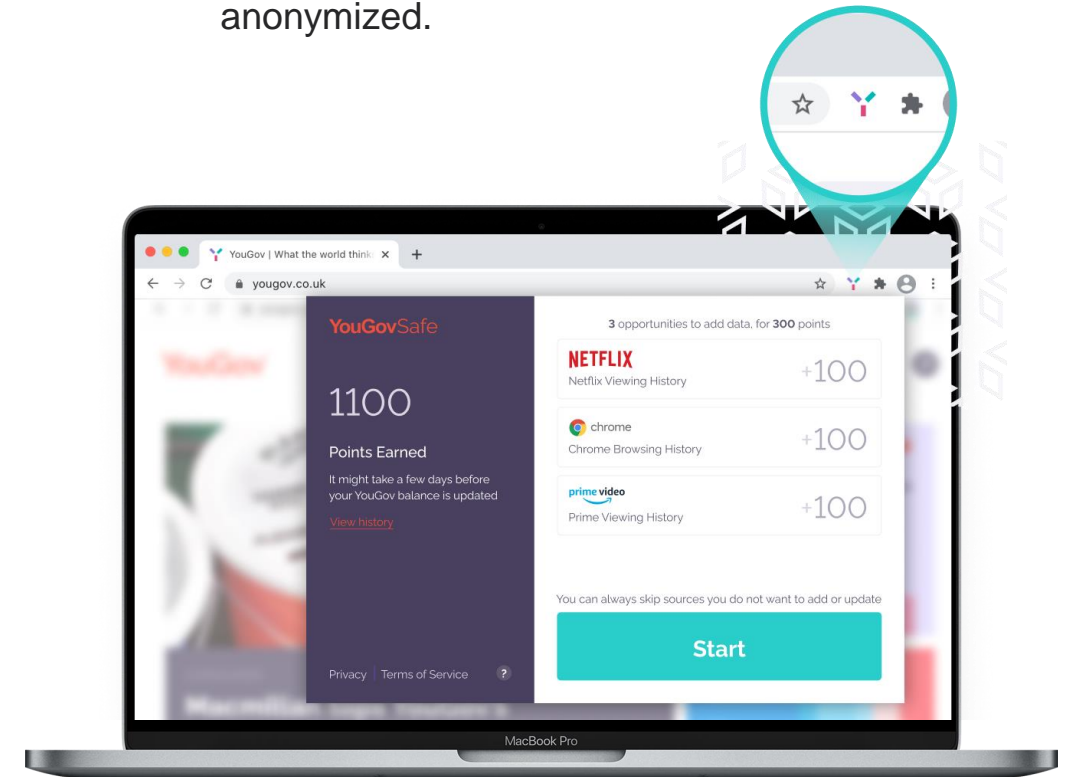 anonymized.
YouGov | What the world think
yougov.co.uk
YouGovSafe
1100
Points Earned
It might take a few days before
your YouGov balance is updated
View history
Privacy
Terms of Service
?
3 opportunities to add data, for 300 points
NETFLIX
Netflix Viewing History
+100
chrome
Chrome Browsing History
+100
prime video
Prime Viewing History
+100
You can always skip sources you do not want to add or update
Start
YouGov
MacBook Pro